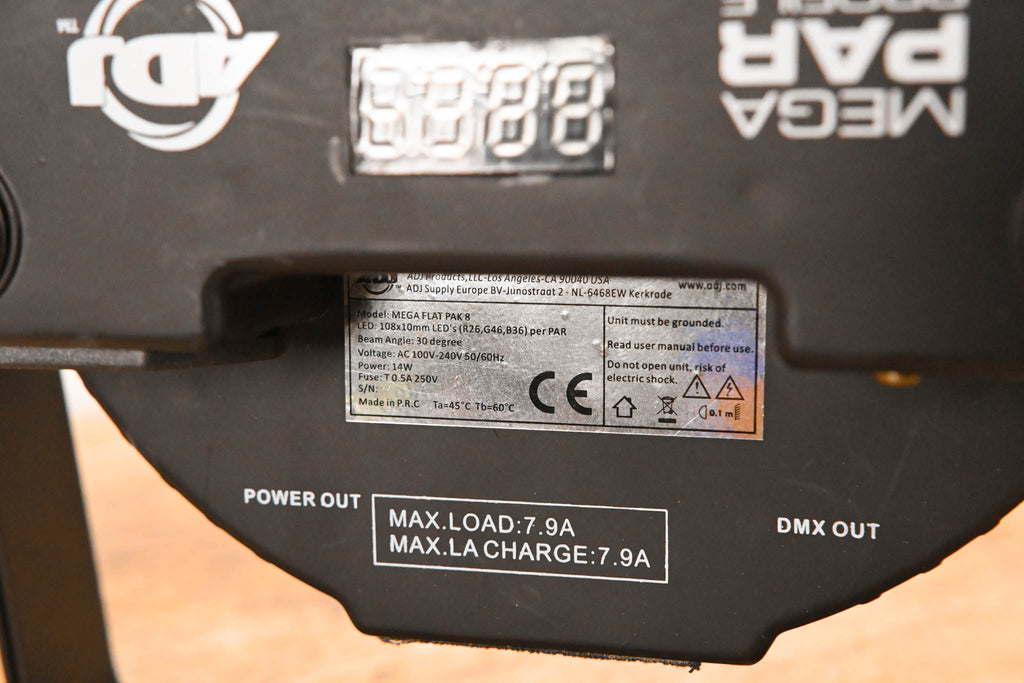 ADJ
TM
MEGA
PAR
PROFILE
ADJ Products,LLC-Los Angeles-CA 90040 USA
ADJ Supply Europe BV-Junostraat 2 - NL-6468EW Kerkrade
www.adj.com
Model: MEGA FLAT PAK 8
LED: 108x10mm LED's (R26,G46,B36) per PAR
Beam Angle: 30 degree
Voltage: AC 100V-240V 50/60Hz
Power: 14W
Fuse: T 0.5A 250V
S/N:
Made in P.R.C Ta=45°C Tb=60°C
CE
Unit must be grounded.
Read user manual before use.
Do not open unit, risk of
electric shock.
0.1 m
POWER OUT
MAX.LOAD:7.9A
MAX.LA CHARGE:7.9A
DMX OUT